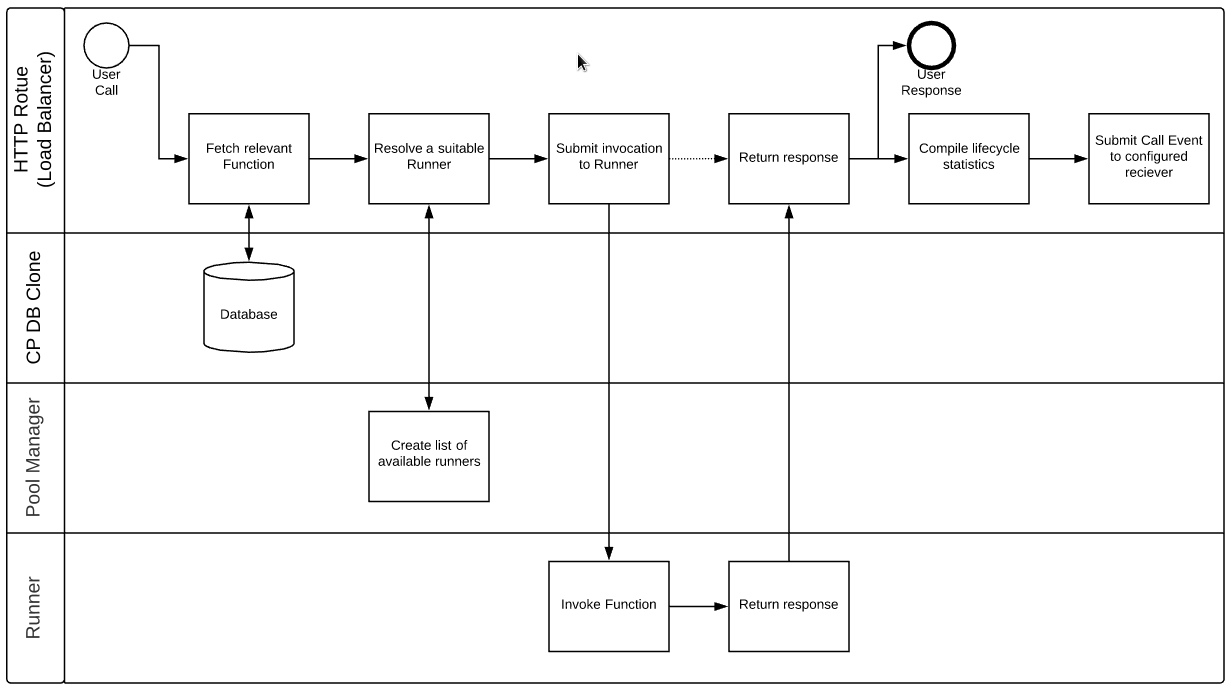 HTTP Rotue
(Load Balancer)
User
Call
User
Response
Fetch relevant
Function
Resolve a suitable
Runner
Submit invocation
to Runner
Return response
Compile lifecycle
statistics
Submit Call Event
to configured
reciever
CP DB Clone
Database
Pool Manager
Create list of
available runners
Runner
Invoke Function
Return response